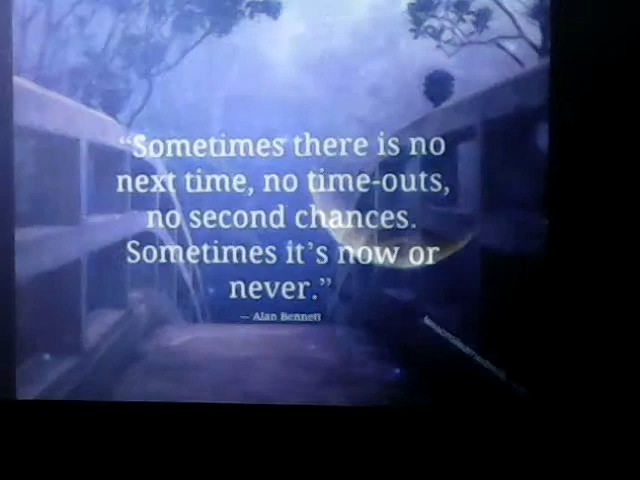 “Sometimes there is no
next time, no time-outs,
no second chances.
Sometimes it’s now or
never.”
— Alan Bennett